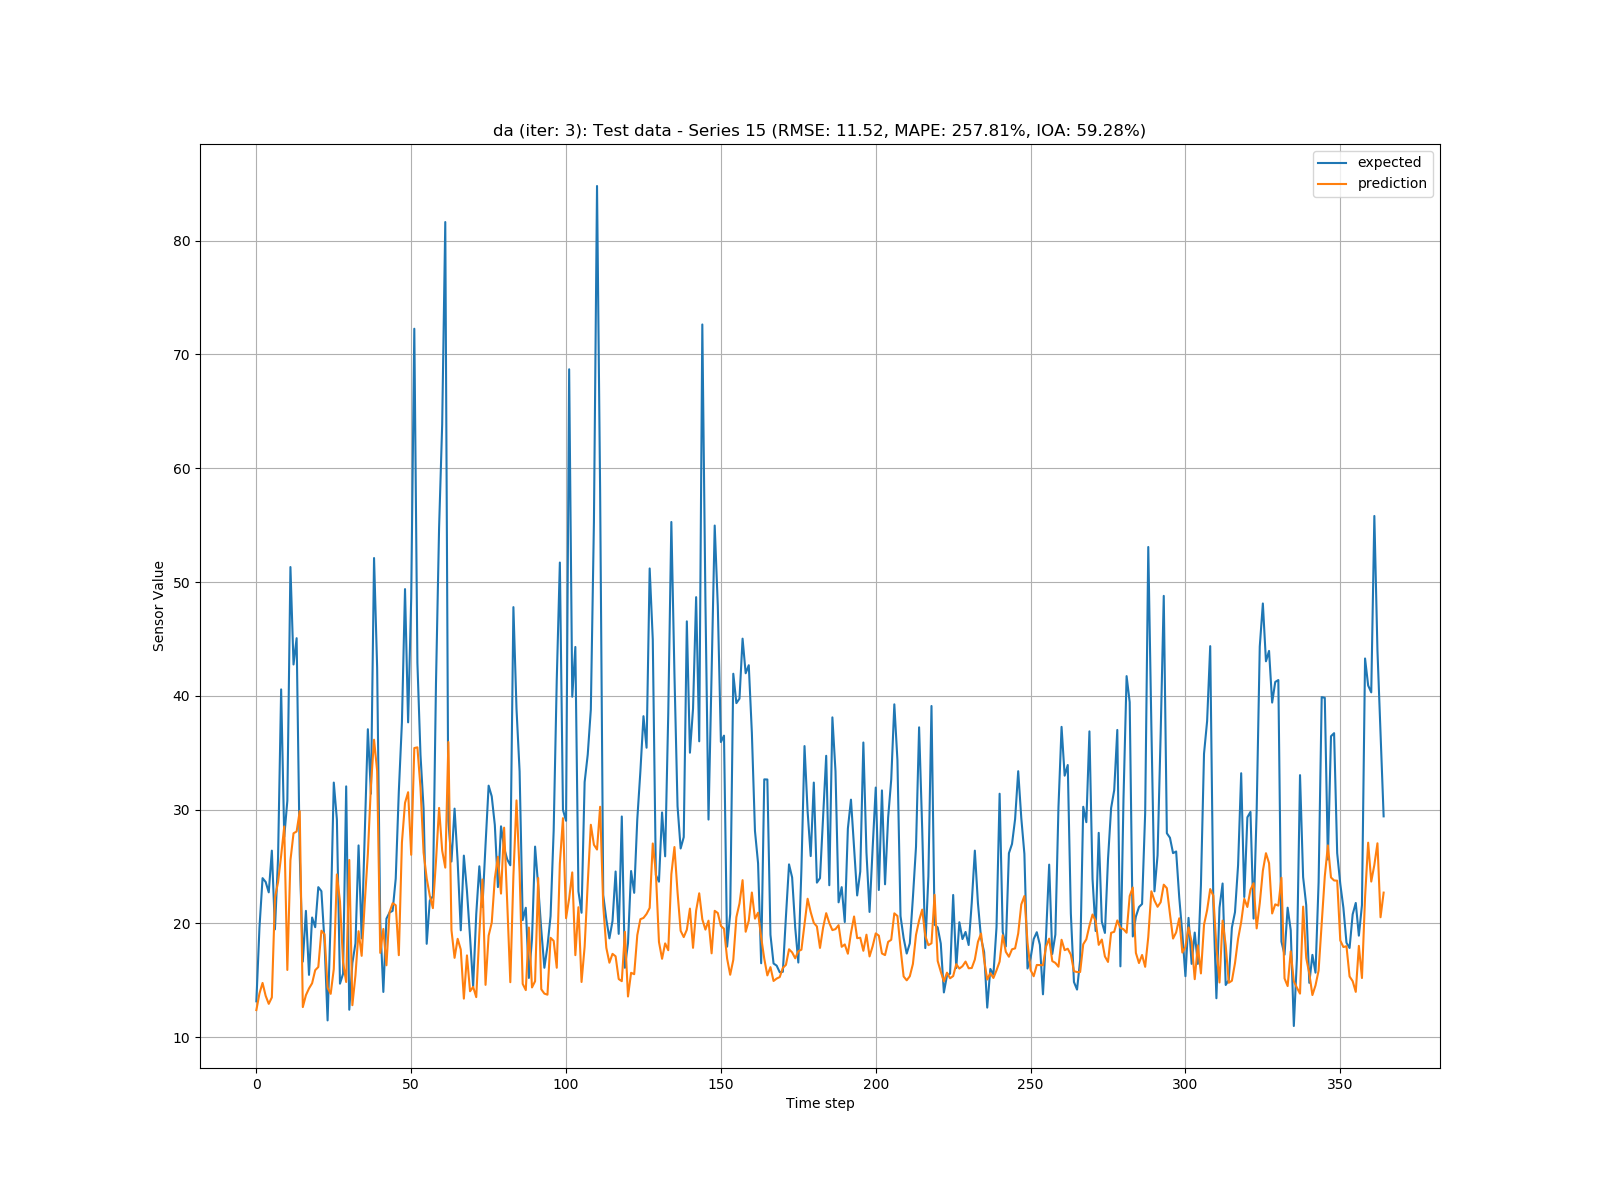 da (iter: 3): Test data - Series 15 (RMSE: 11.52, MAPE: 257.81%, IOA: 59.28%)
expected
prediction
80
70
60
50
40
30
20
10
Sensor Value
0 50 100 150 200 250 300 350
Time step